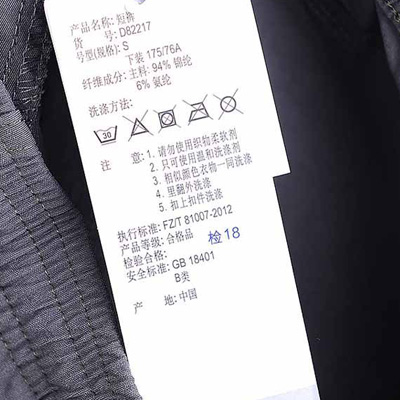 产品名称: 短裤
货 号: D82217
号型(规格): S
下装 175/76A
纤维成分: 主料: 94% 锦纶
6% 氨纶
洗涤方法:
30
注 意: 1. 请勿使用织物柔软剂
2. 只可使用温和洗涤剂
3. 相似颜色衣物一同洗涤
4. 里翻外洗涤
5. 扣上扣件洗涤
执行标准: FZ/T 81007-2012
产品等级: 合格品
检验合格: 检18
安全标准: GB 18401
B类
产 地: 中国